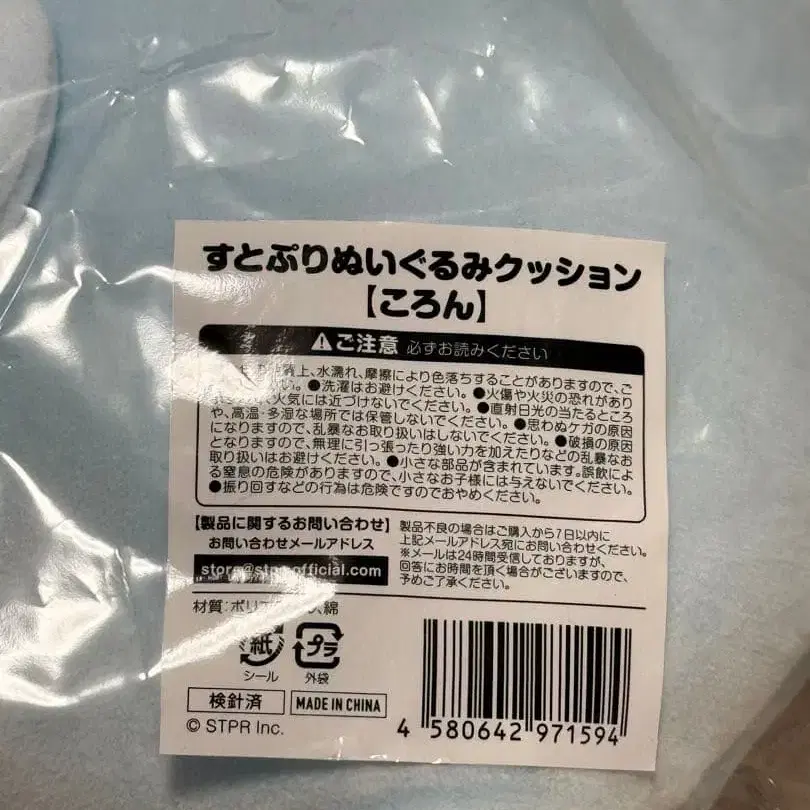 すとぷりぬいぐるみクッション
【ころん】
ご注意 必ずお読みください
上、水濡れ、摩擦により色落ちすることがありますので、ご
い。●洗濯はお避けください。●火傷や火災の恐れがあり
火気には近づけないでください。●直射日光の当たるところ
や、高温・多湿な場所では保管しないでください。●思わぬケガの原因
になりますので、乱暴なお取り扱いはしないでください。●破損の原因
となりますので、無理に引っ張ったり強い力を加えたりなどの乱暴なお
取り扱いはお避けください。●小さな部品が含まれています。誤飲によ
る窒息の危険がありますので、小さなお子様には与えないでください。
●振り回すなどの行為は危険ですのでおやめください。
【製品に関するお問い合わせ】
お問い合わせメールアドレス
store@stpr-official.com
製品不良の場合はご購入から7日以内に
上記メールアドレス宛にお問い合わせください。
※メールは24時間受信しておりますが、
回答にお時間を頂く場合がございますので、
予めご了承ください。
材質:ポリエ 綿
紙
シール
プラ
外袋
検針済
MADE IN CHINA
© STPR Inc.
4 580642 971594